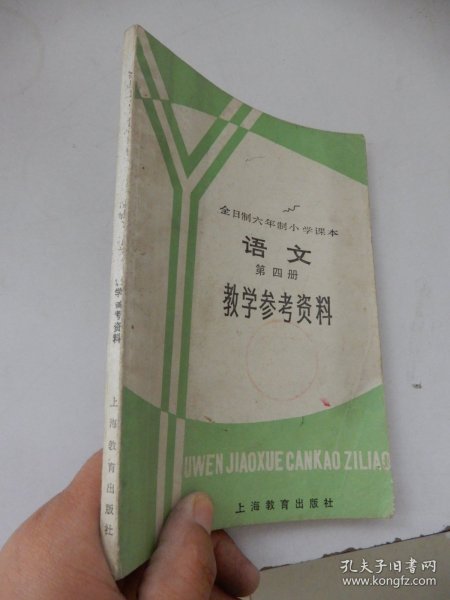 全日制六年制小学课本
语文
第四册
教学参考资料
UWEN JIAOXUE CANKAO ZILIAO
上海教育出版社
学参考资料
上海教育出版社
孔夫子旧书网
www.kongfz.com